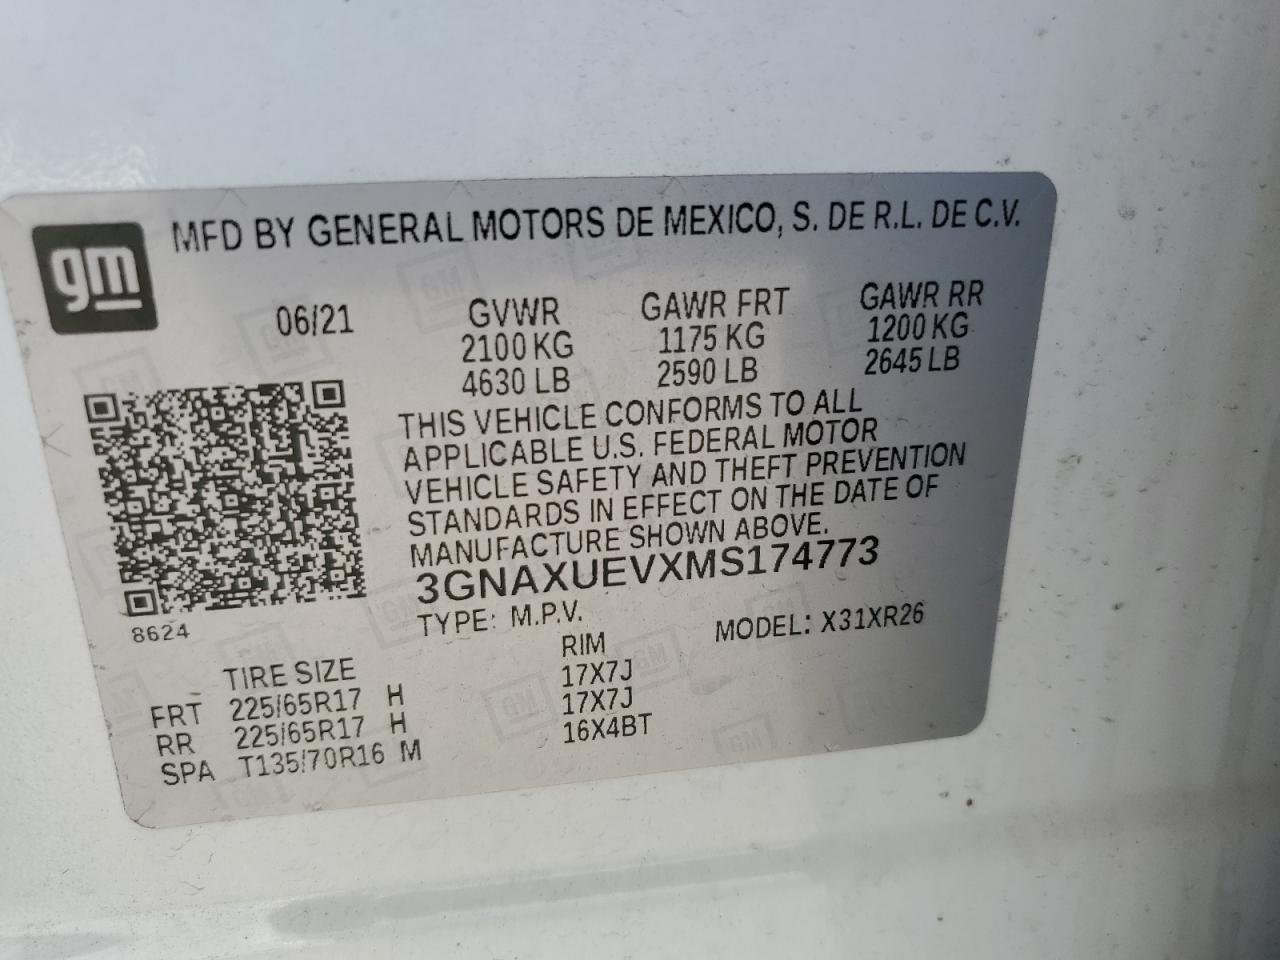 gm
MFD BY GENERAL MOTORS DE MEXICO, S. DE R.L. DE C.V.
06/21 GVWR GAWR FRT GAWR RR
2100 KG 1175 KG 1200 KG
4630 LB 2590 LB 2645 LB
THIS VEHICLE CONFORMS TO ALL
APPLICABLE U.S. FEDERAL MOTOR
VEHICLE SAFETY AND THEFT PREVENTION
STANDARDS IN EFFECT ON THE DATE OF
MANUFACTURE SHOWN ABOVE.
3GNAXUEVXMS174773
8624
TYPE: M.P.V. MODEL: X31XR26
TIRE SIZE RIM
FRT 225/65R17 H 17X7J
RR 225/65R17 H 17X7J
SPA T135/70R16 M 16X4BT